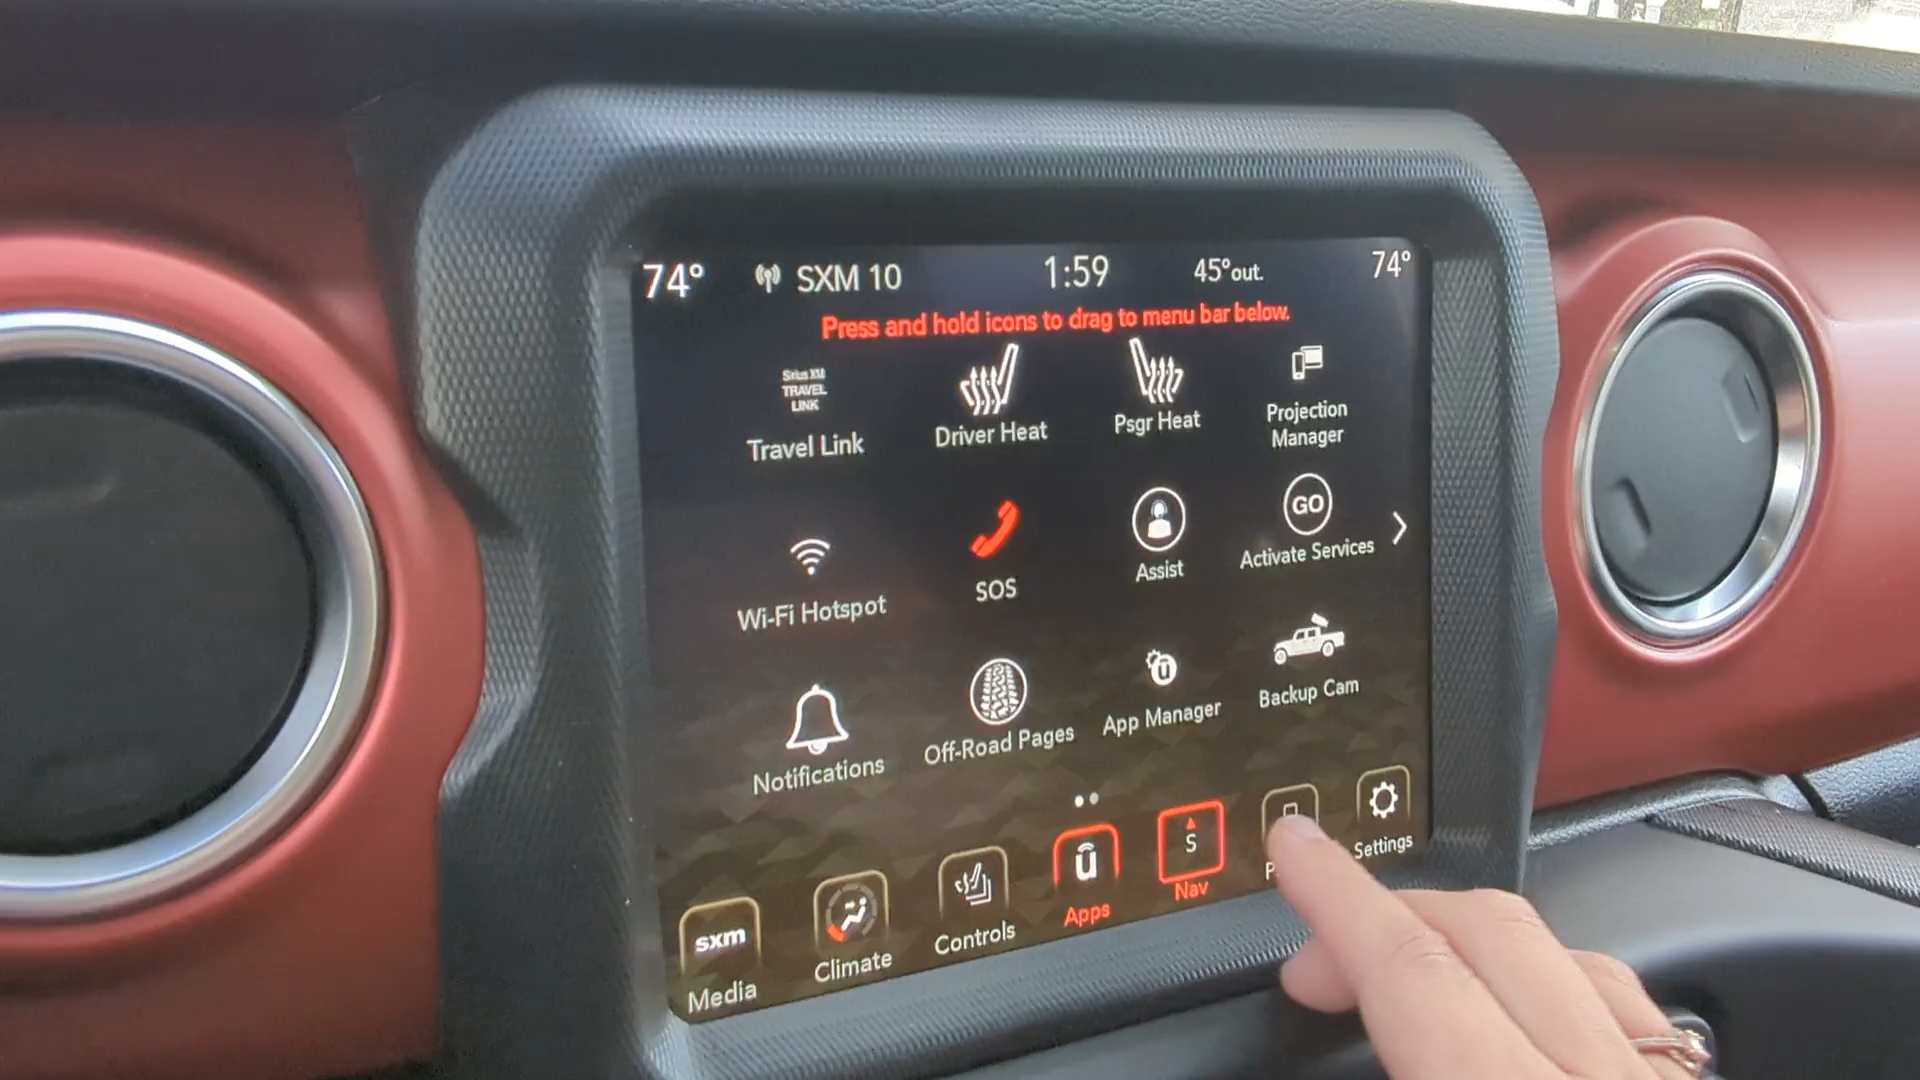 74° SXM 10 1:59 45°out. 74°
Press and hold icons to drag to menu bar below.
Sirius XM
TRAVEL
LINK
Travel Link
Driver Heat
Psgr Heat
Projection
Manager
Wi-Fi Hotspot
SOS
Assist
GO
Activate Services
Notifications
Off-Road Pages
App Manager
Backup Cam
sxm
Media
Climate
Controls
Apps
S
Nav
Settings